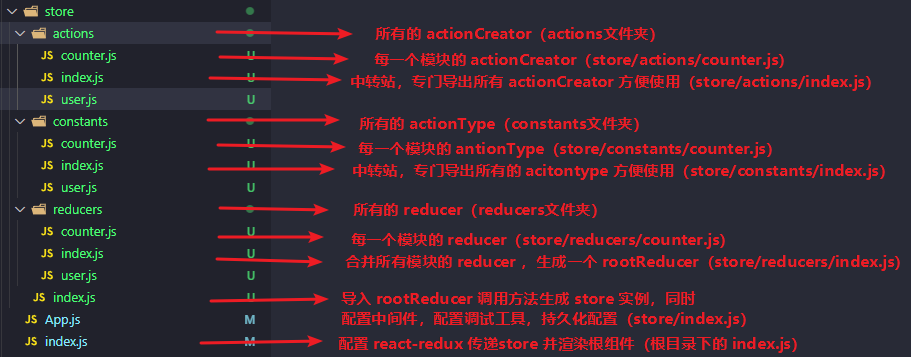 store
actions 所有的 actionCreator（actions文件夹）
JS counter.js U 每一个模块的 actionCreator（store/actions/counter.js)
JS index.js U 中转站，专门导出所有 actionCreator 方便使用（store/actions/index.js)
JS user.js U
constants 所有的 actionType（constants文件夹）
JS counter.js U 每一个模块的 antionType（store/constants/counter.js)
JS index.js U 中转站，专门导出所有的 acitontype 方便使用（store/constants/index.js)
JS user.js U
reducers 所有的 reducer（reducers文件夹）
JS counter.js U 每一个模块的 reducer（store/reducers/counter.js)
JS index.js U 合并所有模块的 reducer ，生成一个 rootReducer（store/reducers/index.js)
JS user.js U
JS index.js U 导入 rootReducer 调用方法生成 store 实例，同时
JS App.js M 配置中间件，配置调试工具，持久化配置（store/index.js)
JS index.js M 配置 react-redux 传递store 并渲染根组件（根目录下的 index.js)